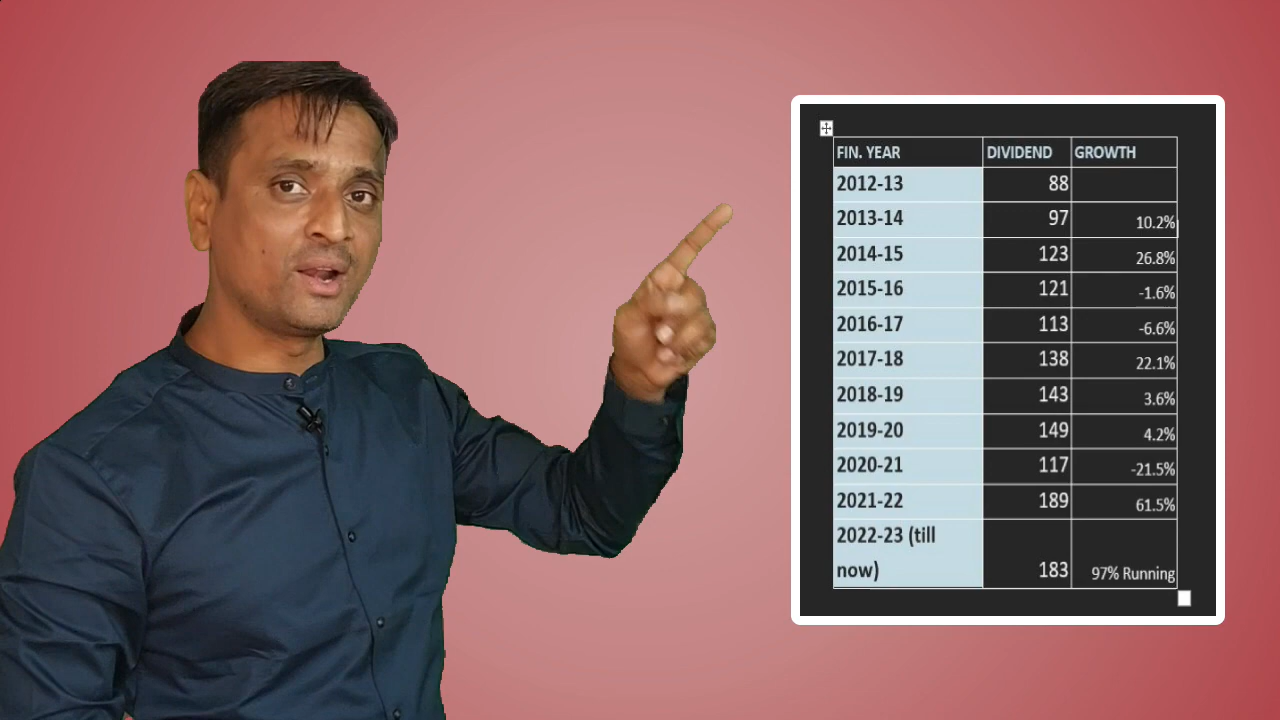 FIN. YEAR DIVIDEND GROWTH
2012-13 88
2013-14 97 10.2%
2014-15 123 26.8%
2015-16 121 -1.6%
2016-17 113 -6.6%
2017-18 138 22.1%
2018-19 143 3.6%
2019-20 149 4.2%
2020-21 117 -21.5%
2021-22 189 61.5%
2022-23 (till
now) 183 97% Running